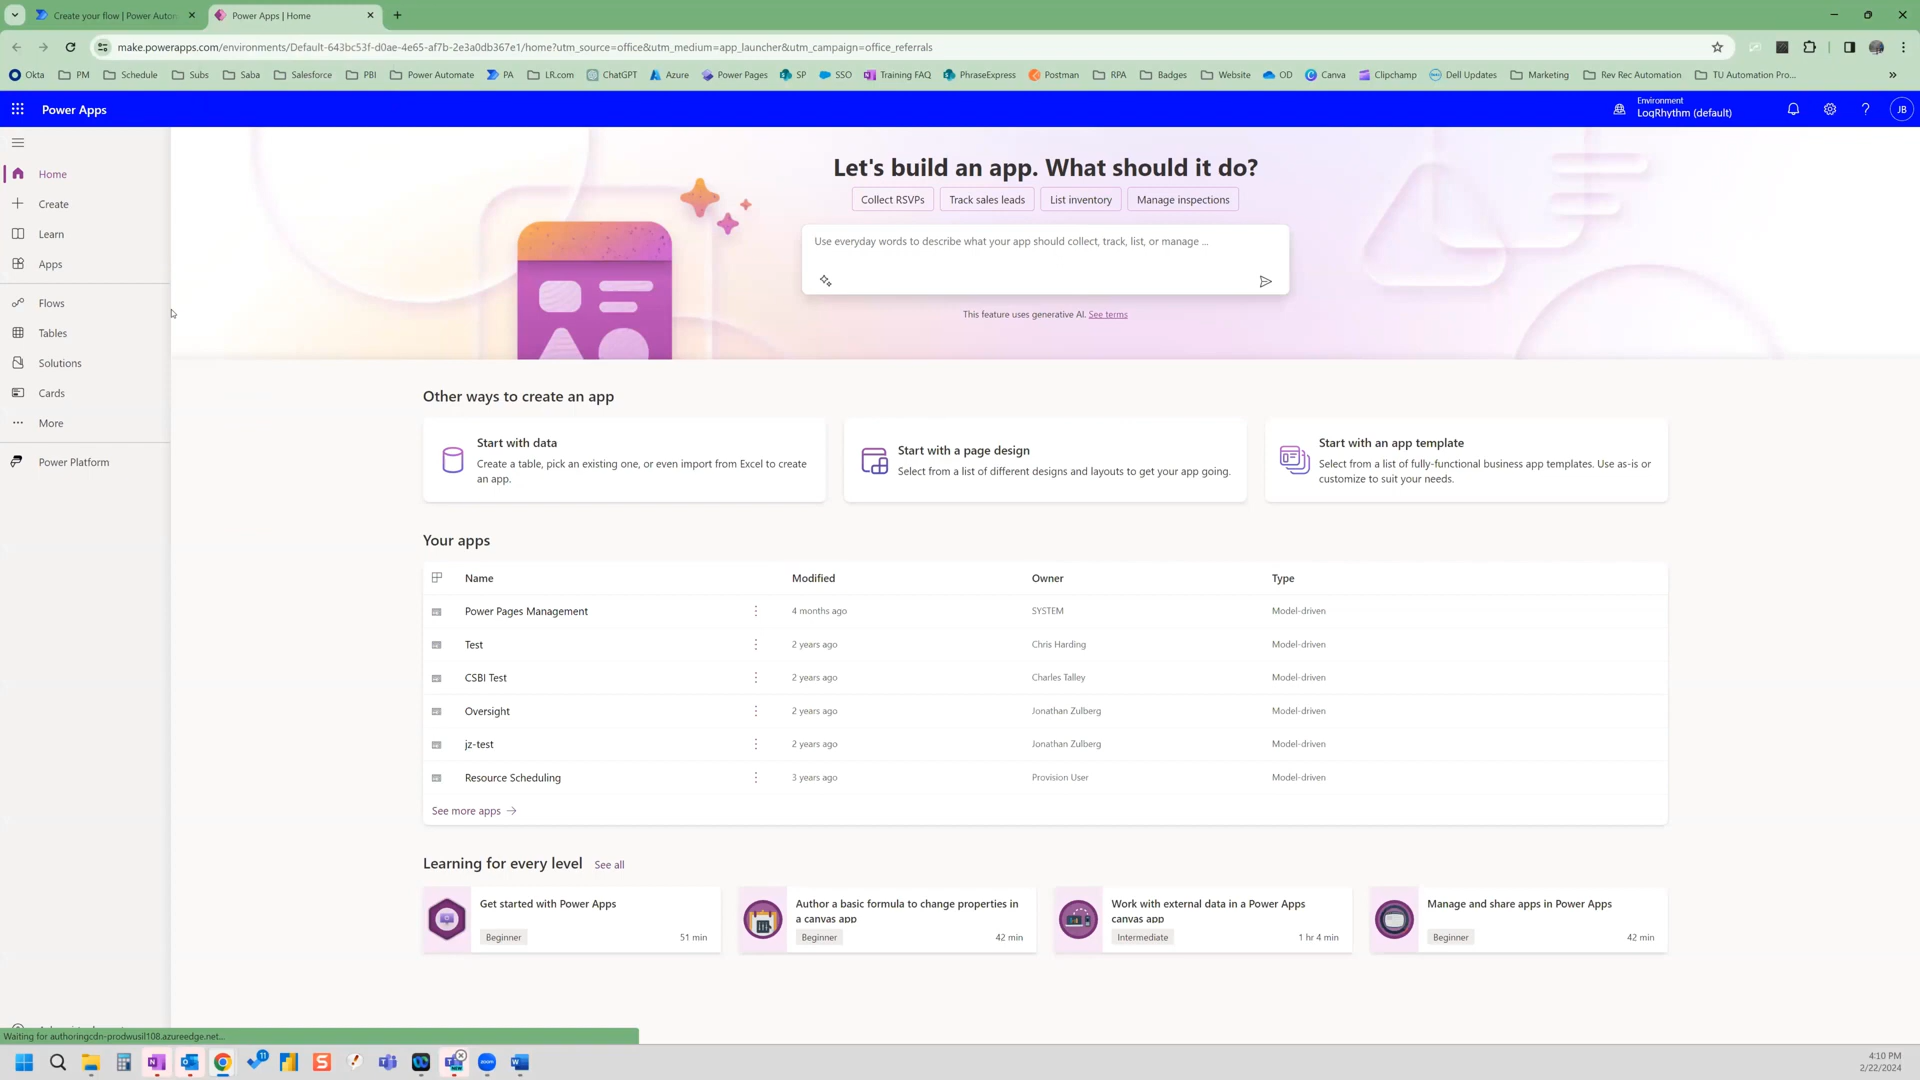 Create your flow | Power Auto
Power Apps | Home
make.powerapps.com/environments/Default-643bc53f-d0ae-4e65-af7b-2e3a0db367e1/home?utm_source=office&utm_medium=app_launcher&utm_campaign=office_referrals
Okta PM Schedule Subs Saba Salesforce PBI Power Automate PA LR.com ChatGPT Azure Power Pages SP SSO Training FAQ PhraseExpress Postman RPA Badges Website OD Canva Clipchamp Dell Updates Marketing Rev Rec Automation TU Automation Pro...
Power Apps
Environment
LogRhythm (default)
JB
Home
Create
Learn
Apps
Flows
Tables
Solutions
Cards
More
Power Platform
Let's build an app. What should it do?
Collect RSVPs Track sales leads List inventory Manage inspections
Use everyday words to describe what your app should collect, track, list, or manage ...
This feature uses generative AI. See terms
Other ways to create an app
Start with data
Create a table, pick an existing one, or even import from Excel to create
an app.
Start with a page design
Select from a list of different designs and layouts to get your app going.
Start with an app template
Select from a list of fully-functional business app templates. Use as-is or
customize to suit your needs.
Your apps
Name Modified Owner Type
Power Pages Management 4 months ago SYSTEM Model-driven
Test 2 years ago Chris Harding Model-driven
CSBI Test 2 years ago Charles Talley Model-driven
Oversight 2 years ago Jonathan Zulberg Model-driven
jz-test 2 years ago Jonathan Zulberg Model-driven
Resource Scheduling 3 years ago Provision User Model-driven
See more apps
Learning for every level See all
Get started with Power Apps
Beginner 51 min
Author a basic formula to change properties in
a canvas app
Beginner 42 min
Work with external data in a Power Apps
canvas app
Intermediate 1 hr 4 min
Manage and share apps in Power Apps
Beginner 42 min
Waiting for authoringcdn-prodwusil108.azureedge.net...
11
4:10 PM
2/22/2024